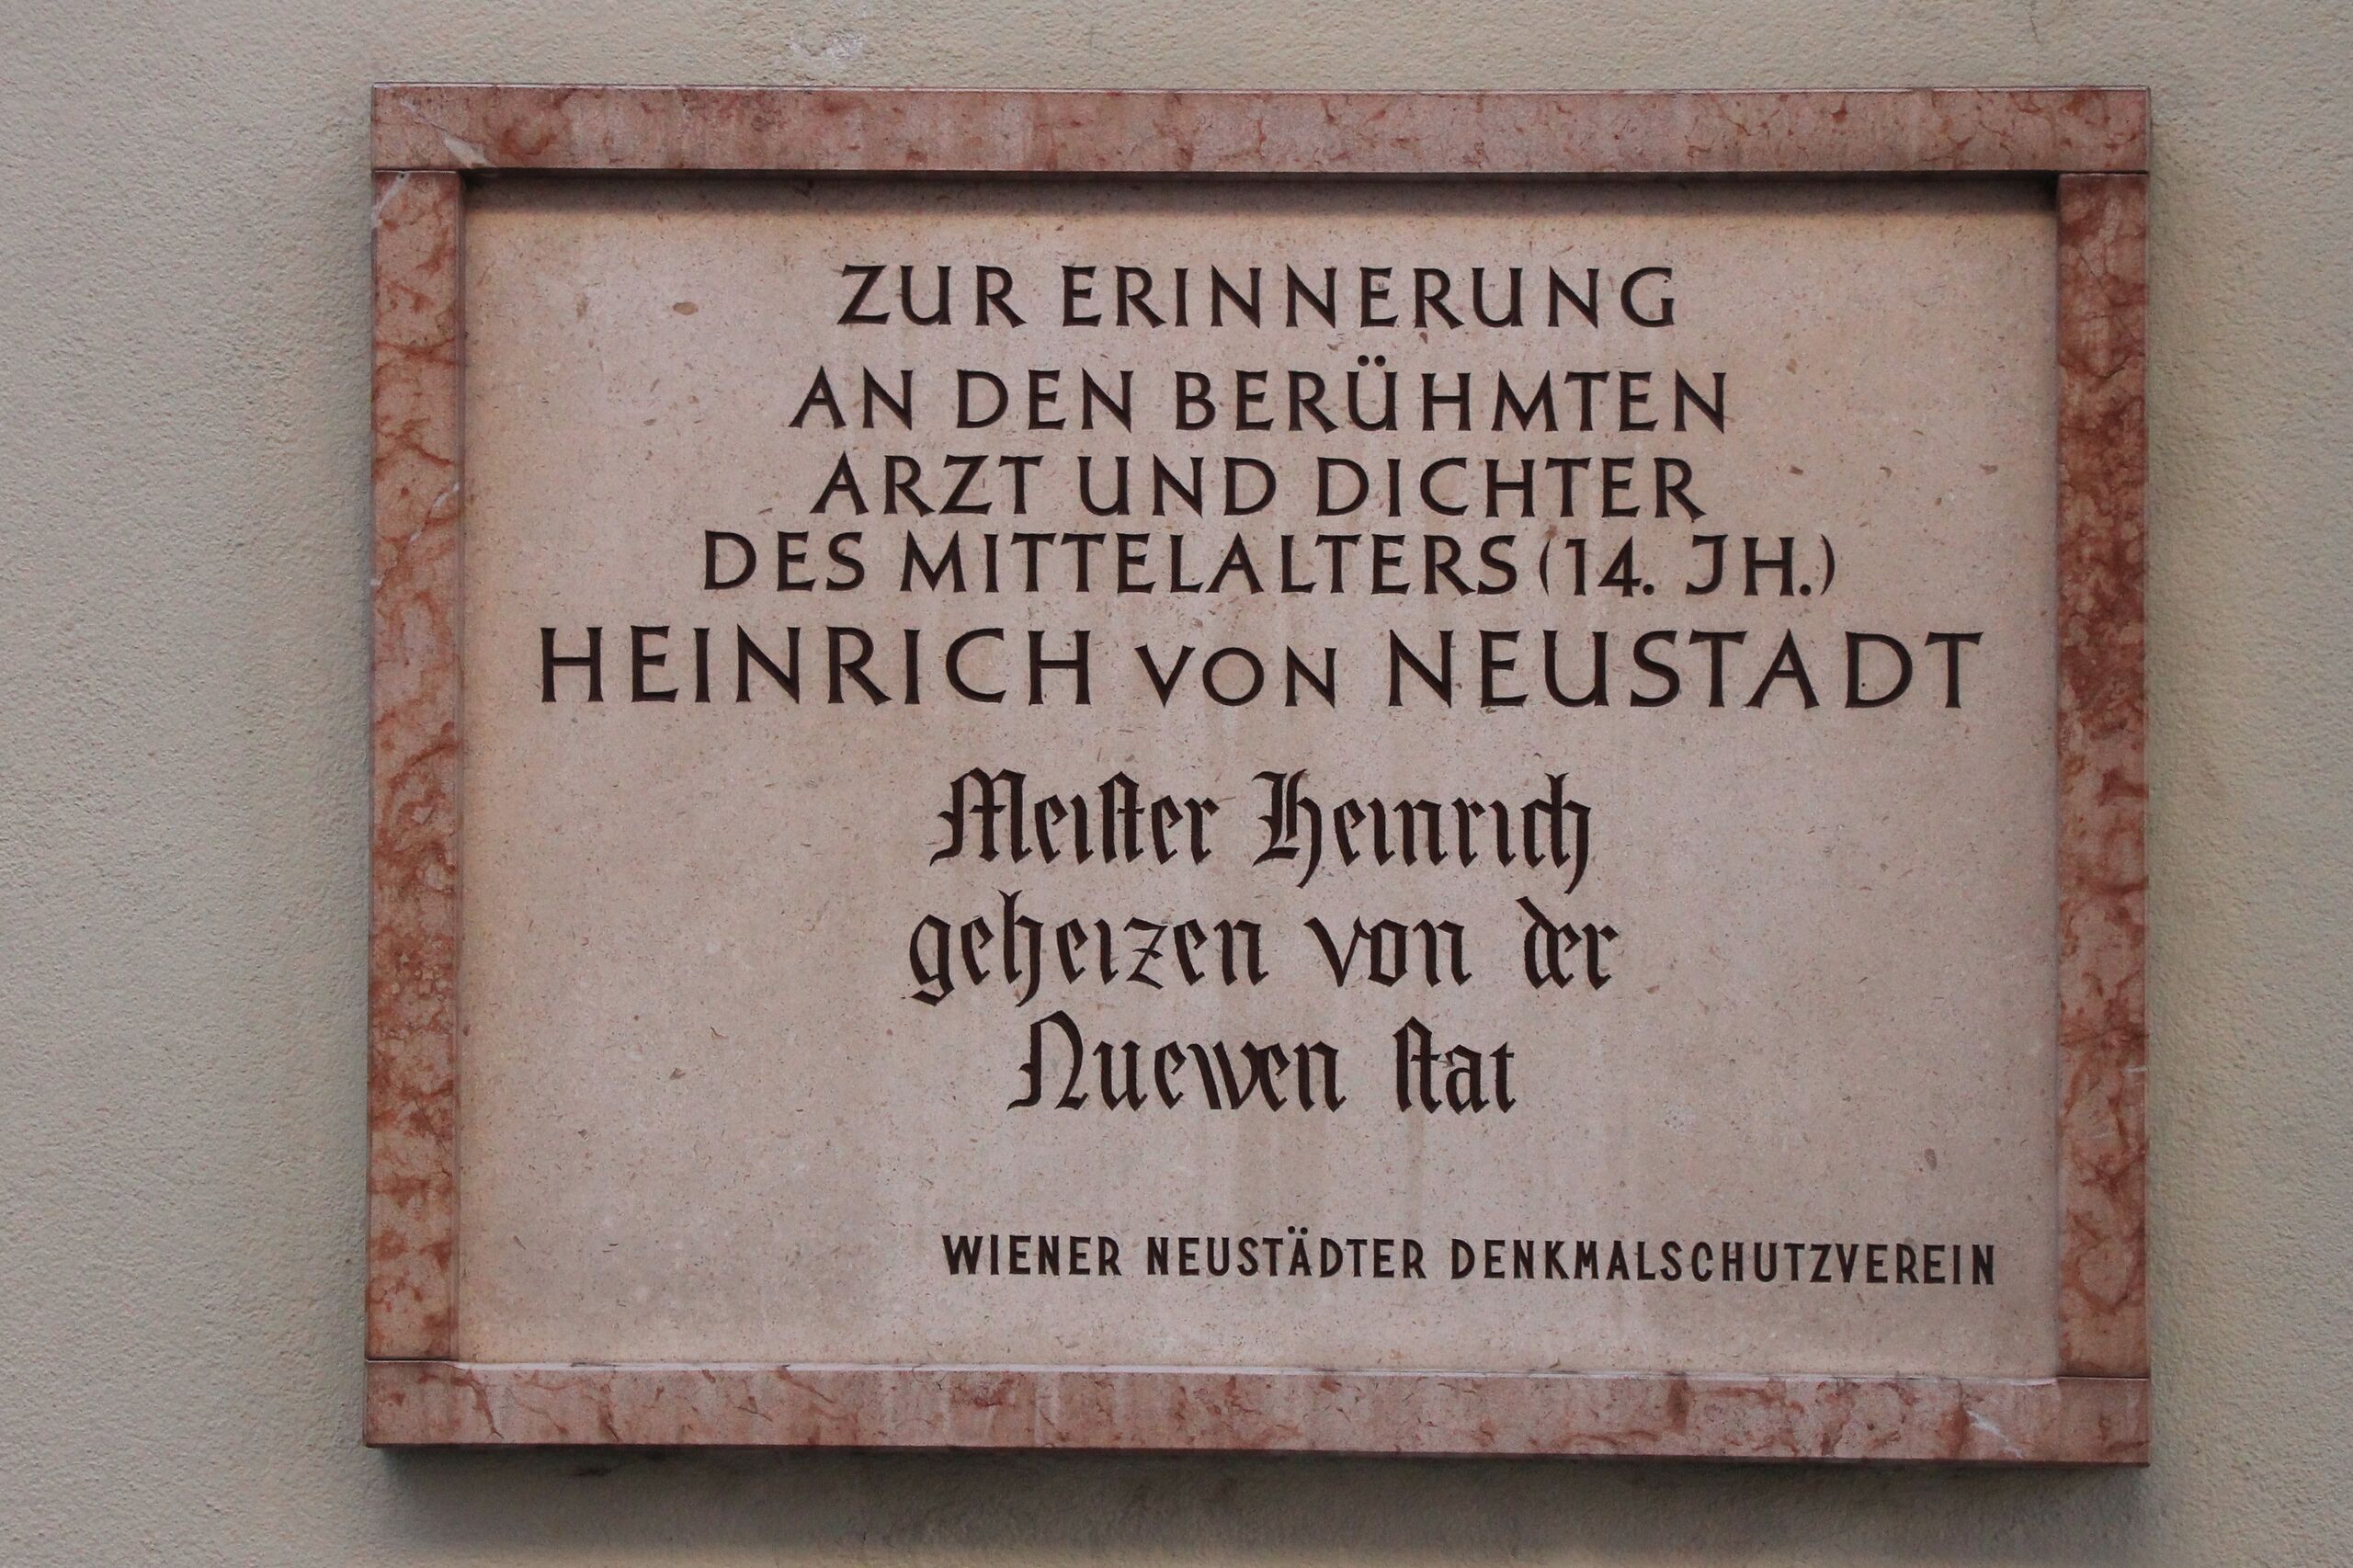 ZUR ERINNERUNG
AN DEN BERÜHMTEN
ARZT UND DICHTER
DES MITTELALTERS (14. JH.)
HEINRICH VON NEUSTADT
Meiſter Heinrich
geheizen von der
Nuewen ſtat
WIENER NEUSTÄDTER DENKMALSCHUTZVEREIN